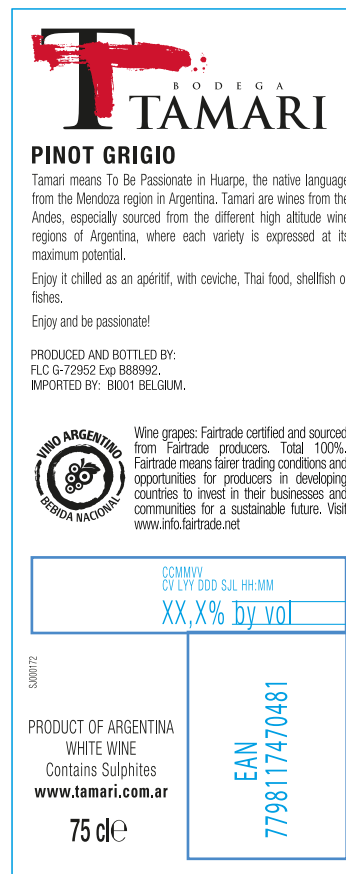 BODEGA
TAMARI
PINOT GRIGIO
Tamari means To Be Passionate in Huarpe, the native language
from the Mendoza region in Argentina. Tamari are wines from the
Andes, especially sourced from the different high altitude wine
regions of Argentina, where each variety is expressed at its
maximum potential.
Enjoy it chilled as an apéritif, with ceviche, Thai food, shellfish o
fishes.
Enjoy and be passionate!
PRODUCED AND BOTTLED BY:
FLC G-72952 Exp B88992.
IMPORTED BY: BI001 BELGIUM.
VINO ARGENTINO
BEBIDA NACIONAL
Wine grapes: Fairtrade certified and sourced
from Fairtrade producers. Total 100%.
Fairtrade means fairer trading conditions and
opportunities for producers in developing
countries to invest in their businesses and
communities for a sustainable future. Visit
www.info.fairtrade.net
CCMMVV
CV LYY DDD SJL HH:MM
XX,X% by vol
SJ000172
PRODUCT OF ARGENTINA
WHITE WINE
Contains Sulphites
www.tamari.com.ar
75 cl℮
EAN
7798117470481